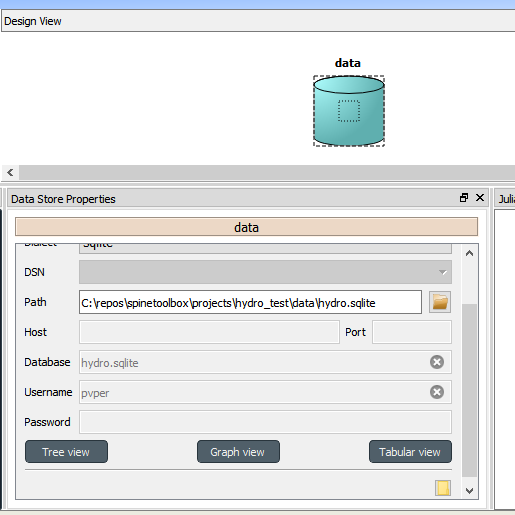 Design View
data
Data Store Properties
Julia
data
Dialect
Sqlite
DSN
Path
C:\repos\spinetoolbox\projects\hydro_test\data\hydro.sqlite
Host
Port
Database
hydro.sqlite
Username
pvper
Password
Tree view
Graph view
Tabular view